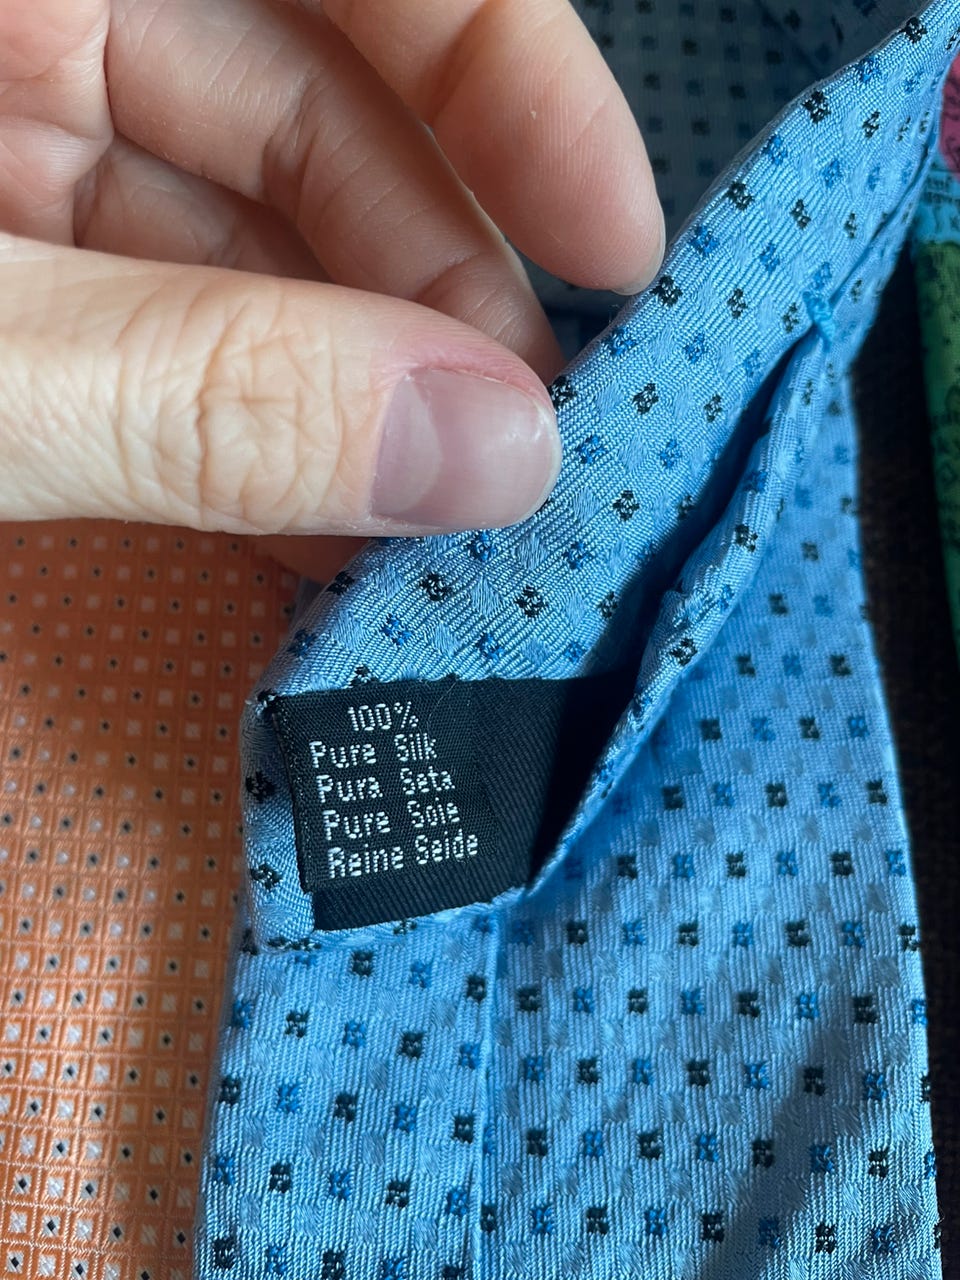 100%
Pure Silk
Pura Seta
Pure Soie
Reine Seide